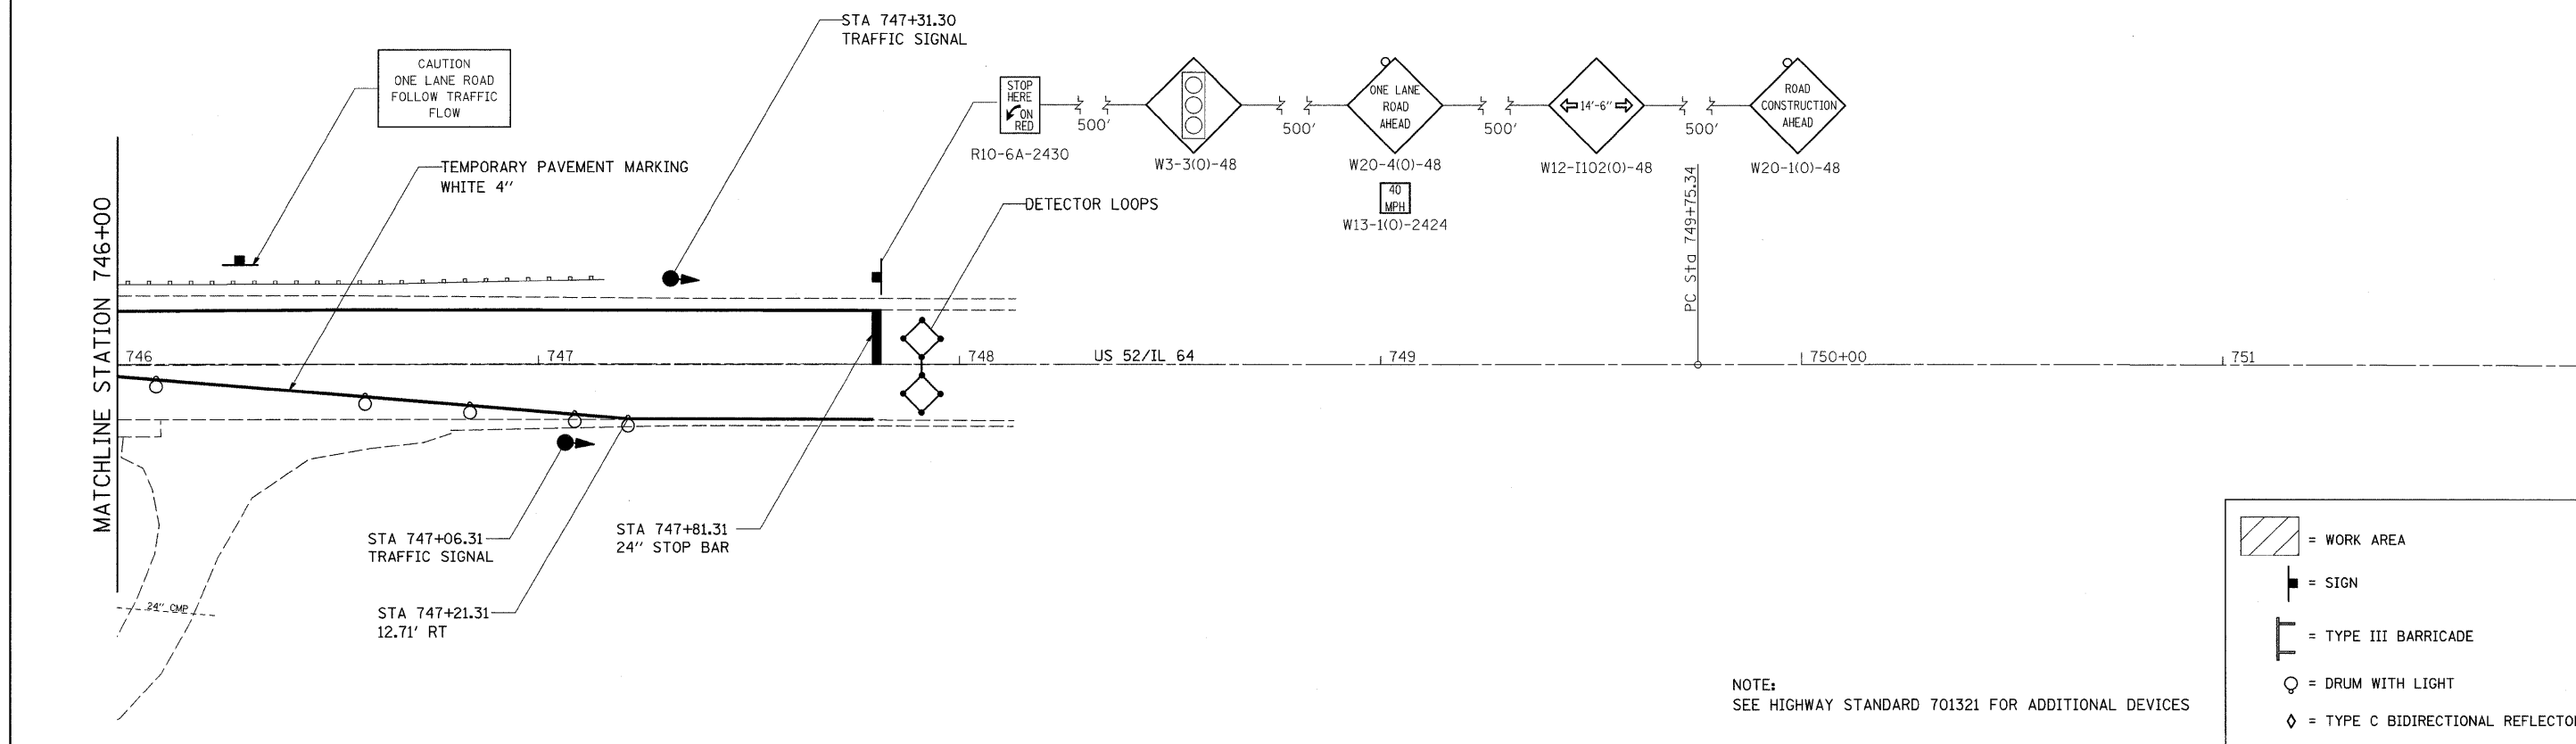 STA 747+31.30
TRAFFIC SIGNAL
CAUTION
ONE LANE ROAD
FOLLOW TRAFFIC
FLOW
STOP
HERE
ON
RED
R10-6A-2430
500'
W3-3(O)-48
500'
ONE LANE
ROAD
AHEAD
W20-4(O)-48
40
MPH
W13-1(O)-2424
500'
14'-6"
W12-I102(O)-48
500'
ROAD
CONSTRUCTION
AHEAD
W20-1(O)-48
TEMPORARY PAVEMENT MARKING
WHITE 4"
DETECTOR LOOPS
PC Sta 749+75.34
MATCHLINE STATION 746+00
746
747
748
US 52/IL 64
749
750+00
751
STA 747+06.31
TRAFFIC SIGNAL
STA 747+81.31
24" STOP BAR
STA 747+21.31
12.71' RT
24" CMP
NOTE:
SEE HIGHWAY STANDARD 701321 FOR ADDITIONAL DEVICES
= WORK AREA
= SIGN
= TYPE III BARRICADE
= DRUM WITH LIGHT
= TYPE C BIDIRECTIONAL REFLECTO